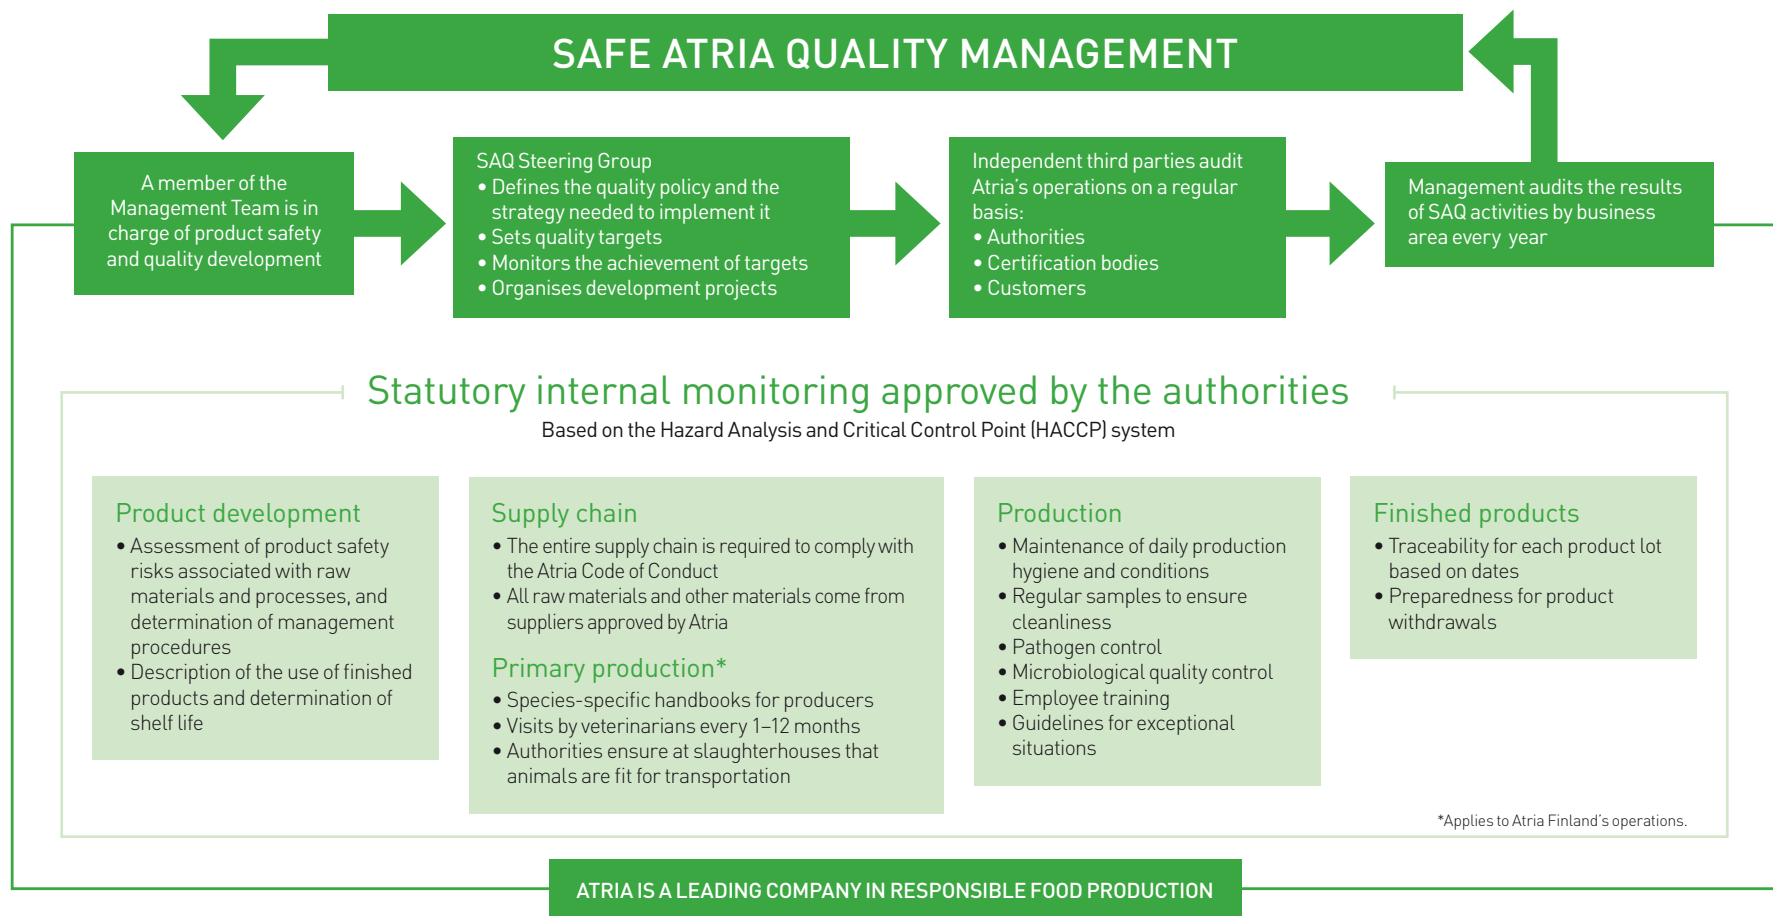 SAFE ATRIA QUALITY MANAGEMENT
A member of the
Management Team is in
charge of product safety
and quality development
SAQ Steering Group
• Defines the quality policy and the
strategy needed to implement it
• Sets quality targets
• Monitors the achievement of targets
• Organises development projects
Independent third parties audit
Atria's operations on a regular
basis:
• Authorities
• Certification bodies
• Customers
Management audits the results
of SAQ activities by business
area every year
Statutory internal monitoring approved by the authorities
Based on the Hazard Analysis and Critical Control Point (HACCP) system
Product development
• Assessment of product safety
risks associated with raw
materials and processes, and
determination of management
procedures
• Description of the use of finished
products and determination of
shelf life
Supply chain
• The entire supply chain is required to comply with
the Atria Code of Conduct
• All raw materials and other materials come from
suppliers approved by Atria
Primary production*
• Species-specific handbooks for producers
• Visits by veterinarians every 1–12 months
• Authorities ensure at slaughterhouses that
animals are fit for transportation
Production
• Maintenance of daily production
hygiene and conditions
• Regular samples to ensure
cleanliness
• Pathogen control
• Microbiological quality control
• Employee training
• Guidelines for exceptional
situations
Finished products
• Traceability for each product lot
based on dates
• Preparedness for product
withdrawals
*Applies to Atria Finland's operations.
ATRIA IS A LEADING COMPANY IN RESPONSIBLE FOOD PRODUCTION